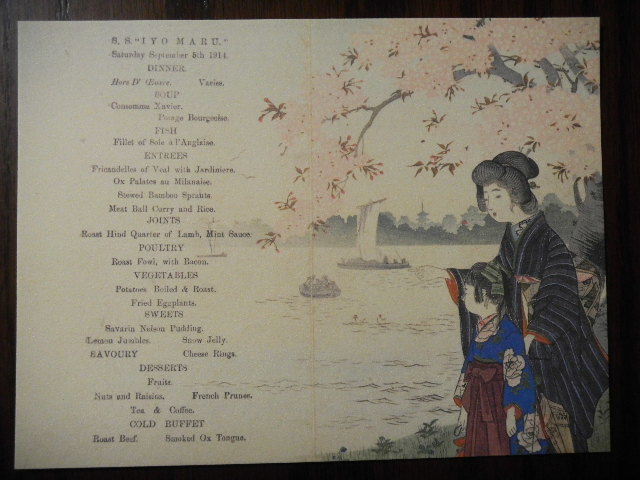 S. S. "IYO MARU."
Saturday September 5th 1914.
DINNER.
Hors D' Œuvre. Varies.
SOUP
Consomme Xavier.
Potage Bourgeoise.
FISH
Fillet of Sole a l'Anglaise.
ENTREES
Fricandelles of Veal with Jardiniere.
Ox Palates au Milanaise.
Stewed Bamboo Sprouts.
Meat Ball Curry and Rice.
JOINTS
Roast Hind Quarter of Lamb, Mint Sauce.
POULTRY
Roast Fowl, with Bacon.
VEGETABLES
Potatoes Boiled & Roast.
Fried Eggplants.
SWEETS
Savarin Nelson Pudding.
Lemon Jumbles. Snow Jelly.
SAVOURY Cheese Rings.
DESSERTS
Fruits.
Nuts and Raisins. French Prunes.
Tea & Coffee.
COLD BUFFET
Roast Beef. Smoked Ox Tongue.